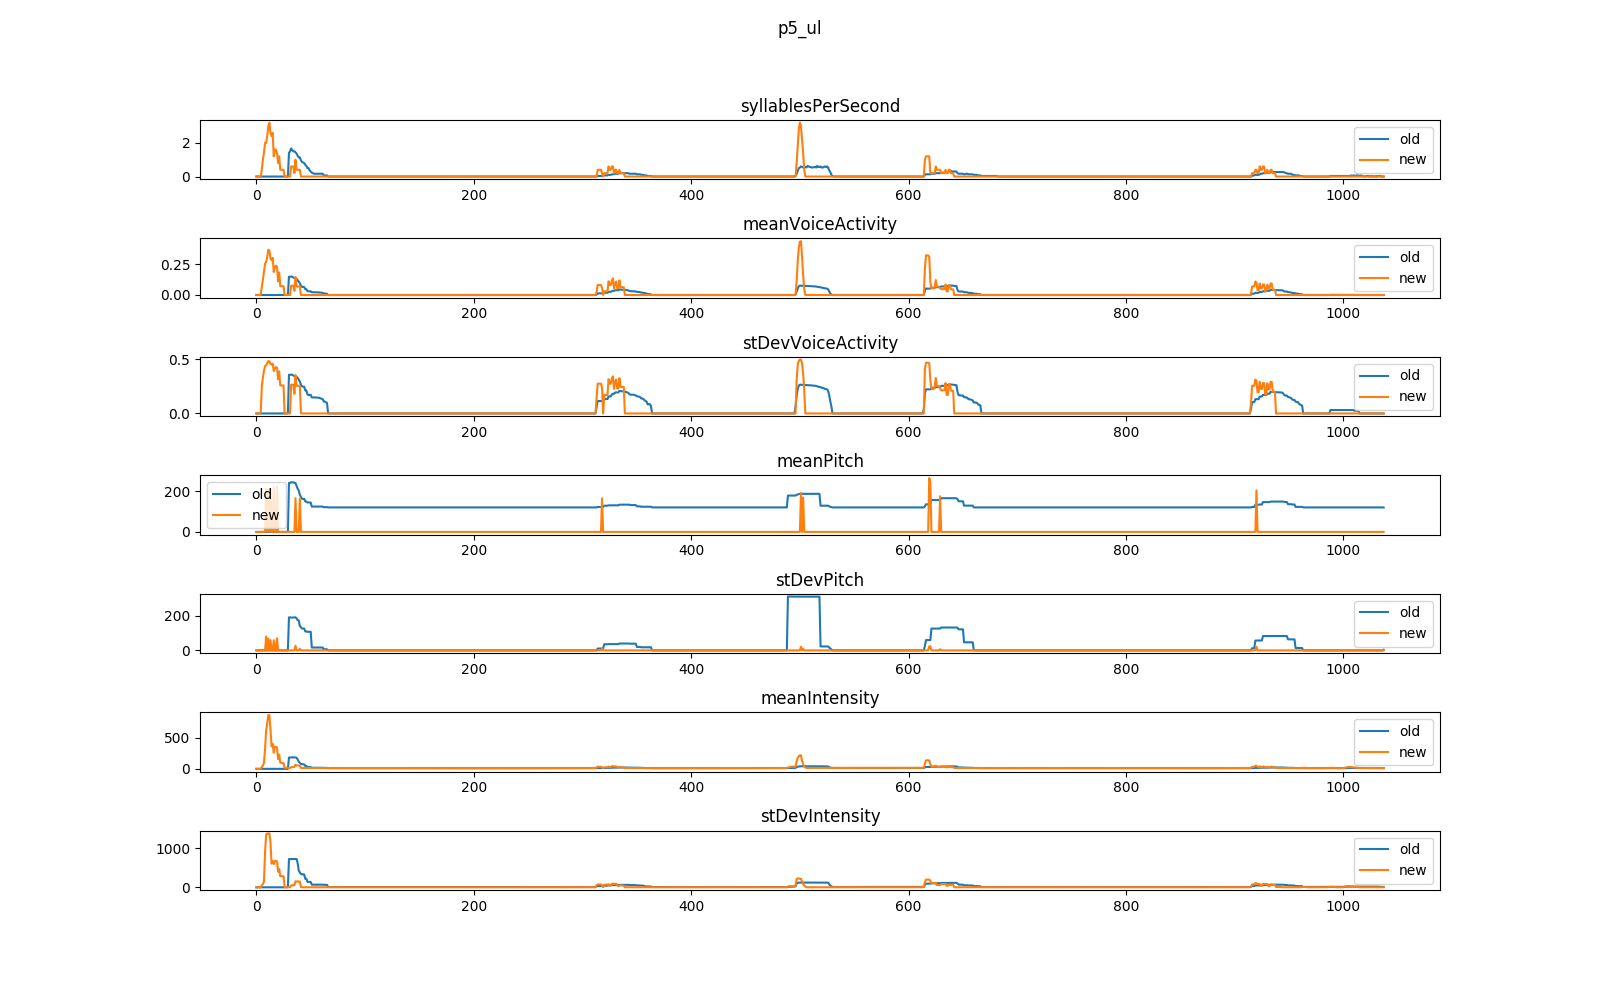 p5_ul
syllablesPerSecond
2
0
old
new
0 200 400 600 800 1000
meanVoiceActivity
0.25
0.00
old
new
0 200 400 600 800 1000
stDevVoiceActivity
0.5
0.0
old
new
0 200 400 600 800 1000
meanPitch
200
0
old
new
0 200 400 600 800 1000
stDevPitch
200
0
old
new
0 200 400 600 800 1000
meanIntensity
500
0
old
new
0 200 400 600 800 1000
stDevIntensity
1000
0
old
new
0 200 400 600 800 1000